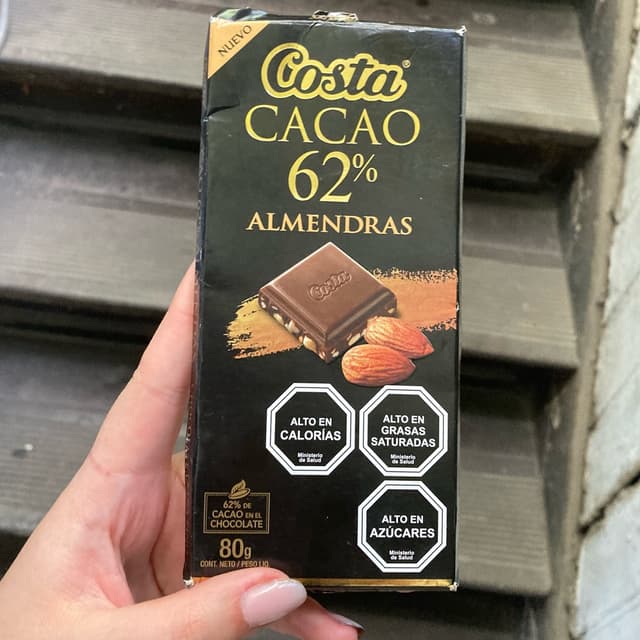 NUEVO
Costa®
CACAO
62%
ALMENDRAS
Costa
ALTO EN
CALORÍAS
Ministerio
de Salud
ALTO EN
GRASAS
SATURADAS
Ministerio
de Salud
ALTO EN
AZÚCARES
Ministerio
de Salud
62% DE
CACAO EN EL
CHOCOLATE
80g
CONT. NETO / PESO LIQ